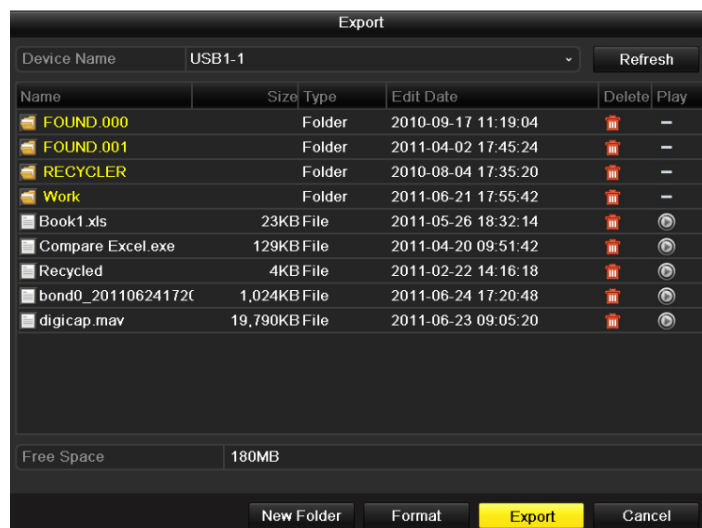 Export
Device Name USB1-1 Refresh
Name Size Type Edit Date Delete Play
FOUND.000 Folder 2010-09-17 11:19:04 –
FOUND.001 Folder 2011-04-02 17:45:24 –
RECYCLER Folder 2010-08-04 17:35:20 –
Work Folder 2011-06-21 17:55:42 –
Book1.xls 23KB File 2011-05-26 18:32:14
Compare Excel.exe 129KB File 2011-04-20 09:51:42
Recycled 4KB File 2011-02-22 14:16:18
bond0_20110624172( 1,024KB File 2011-06-24 17:20:48
digicap.mav 19,790KB File 2011-06-23 09:05:20
Free Space 180MB
New Folder Format Export Cancel